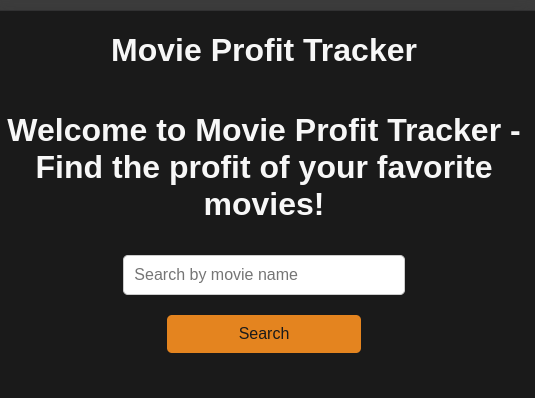 Movie Profit Tracker
Welcome to Movie Profit Tracker -
Find the profit of your favorite
movies!
Search by movie name
Search